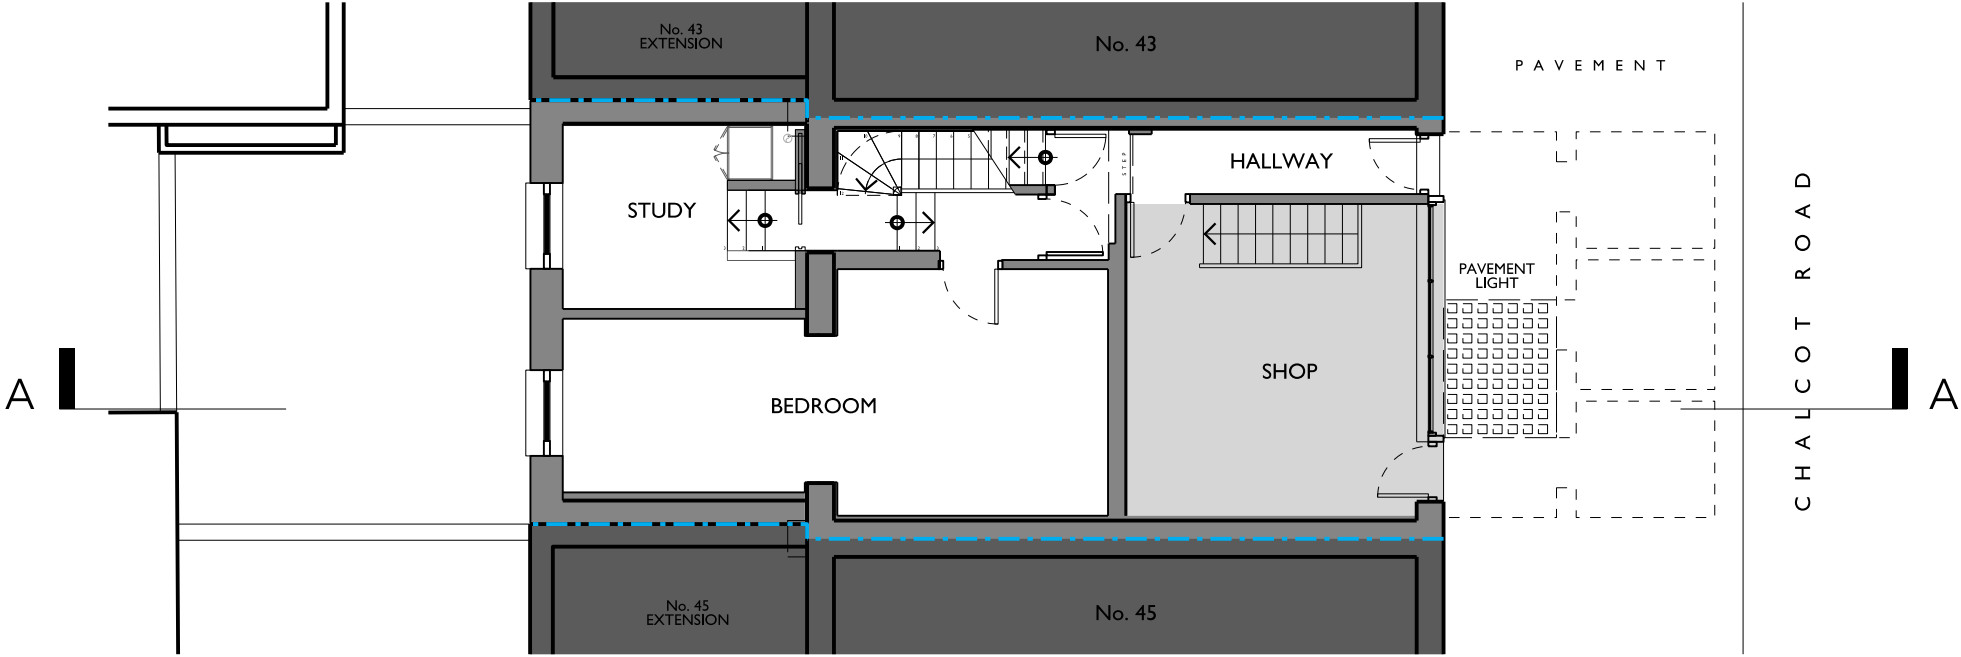 No. 43
EXTENSION
No. 43
PAVEMENT
STEP
HALLWAY
STUDY
PAVEMENT
LIGHT
CHALCOT ROAD
SHOP
BEDROOM
A
A
No. 45
EXTENSION
No. 45